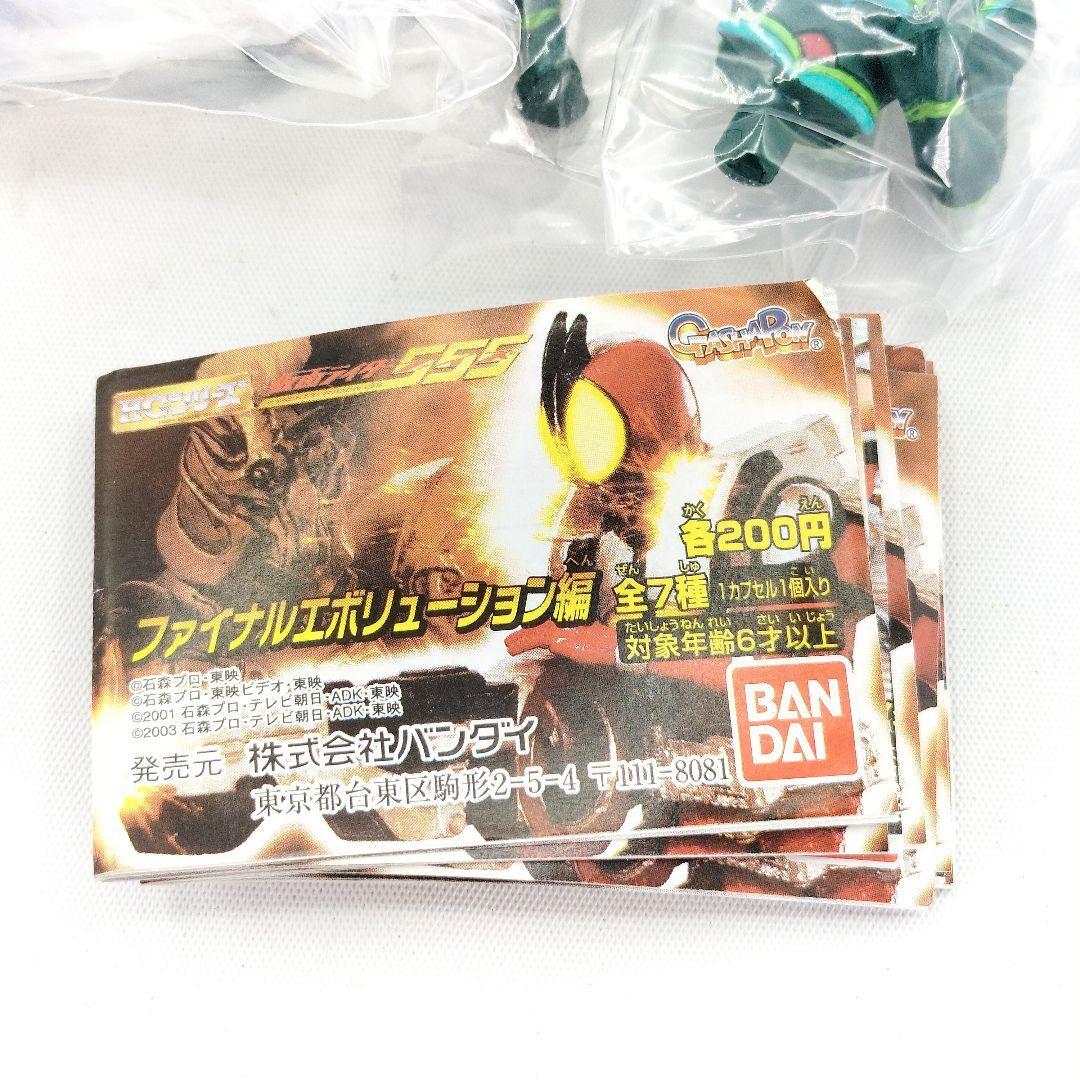 HGシリーズ
仮面ライダー555
GASHAPON®
かく えん
各200円
へん
ファイナルエボリューション編
ぜん しゅ こ い
全7種 1カプセル1個入り
たいしょうねんれい さい いじょう
対象年齢6才以上
©石森プロ・東映
©石森プロ・東映ビデオ・東映
©2001 石森プロ・テレビ朝日・ADK・東映
©2003 石森プロ・テレビ朝日・ADK・東映
発売元 株式会社バンダイ
東京都台東区駒形2-5-4 〒111-8081
BAN
DAI